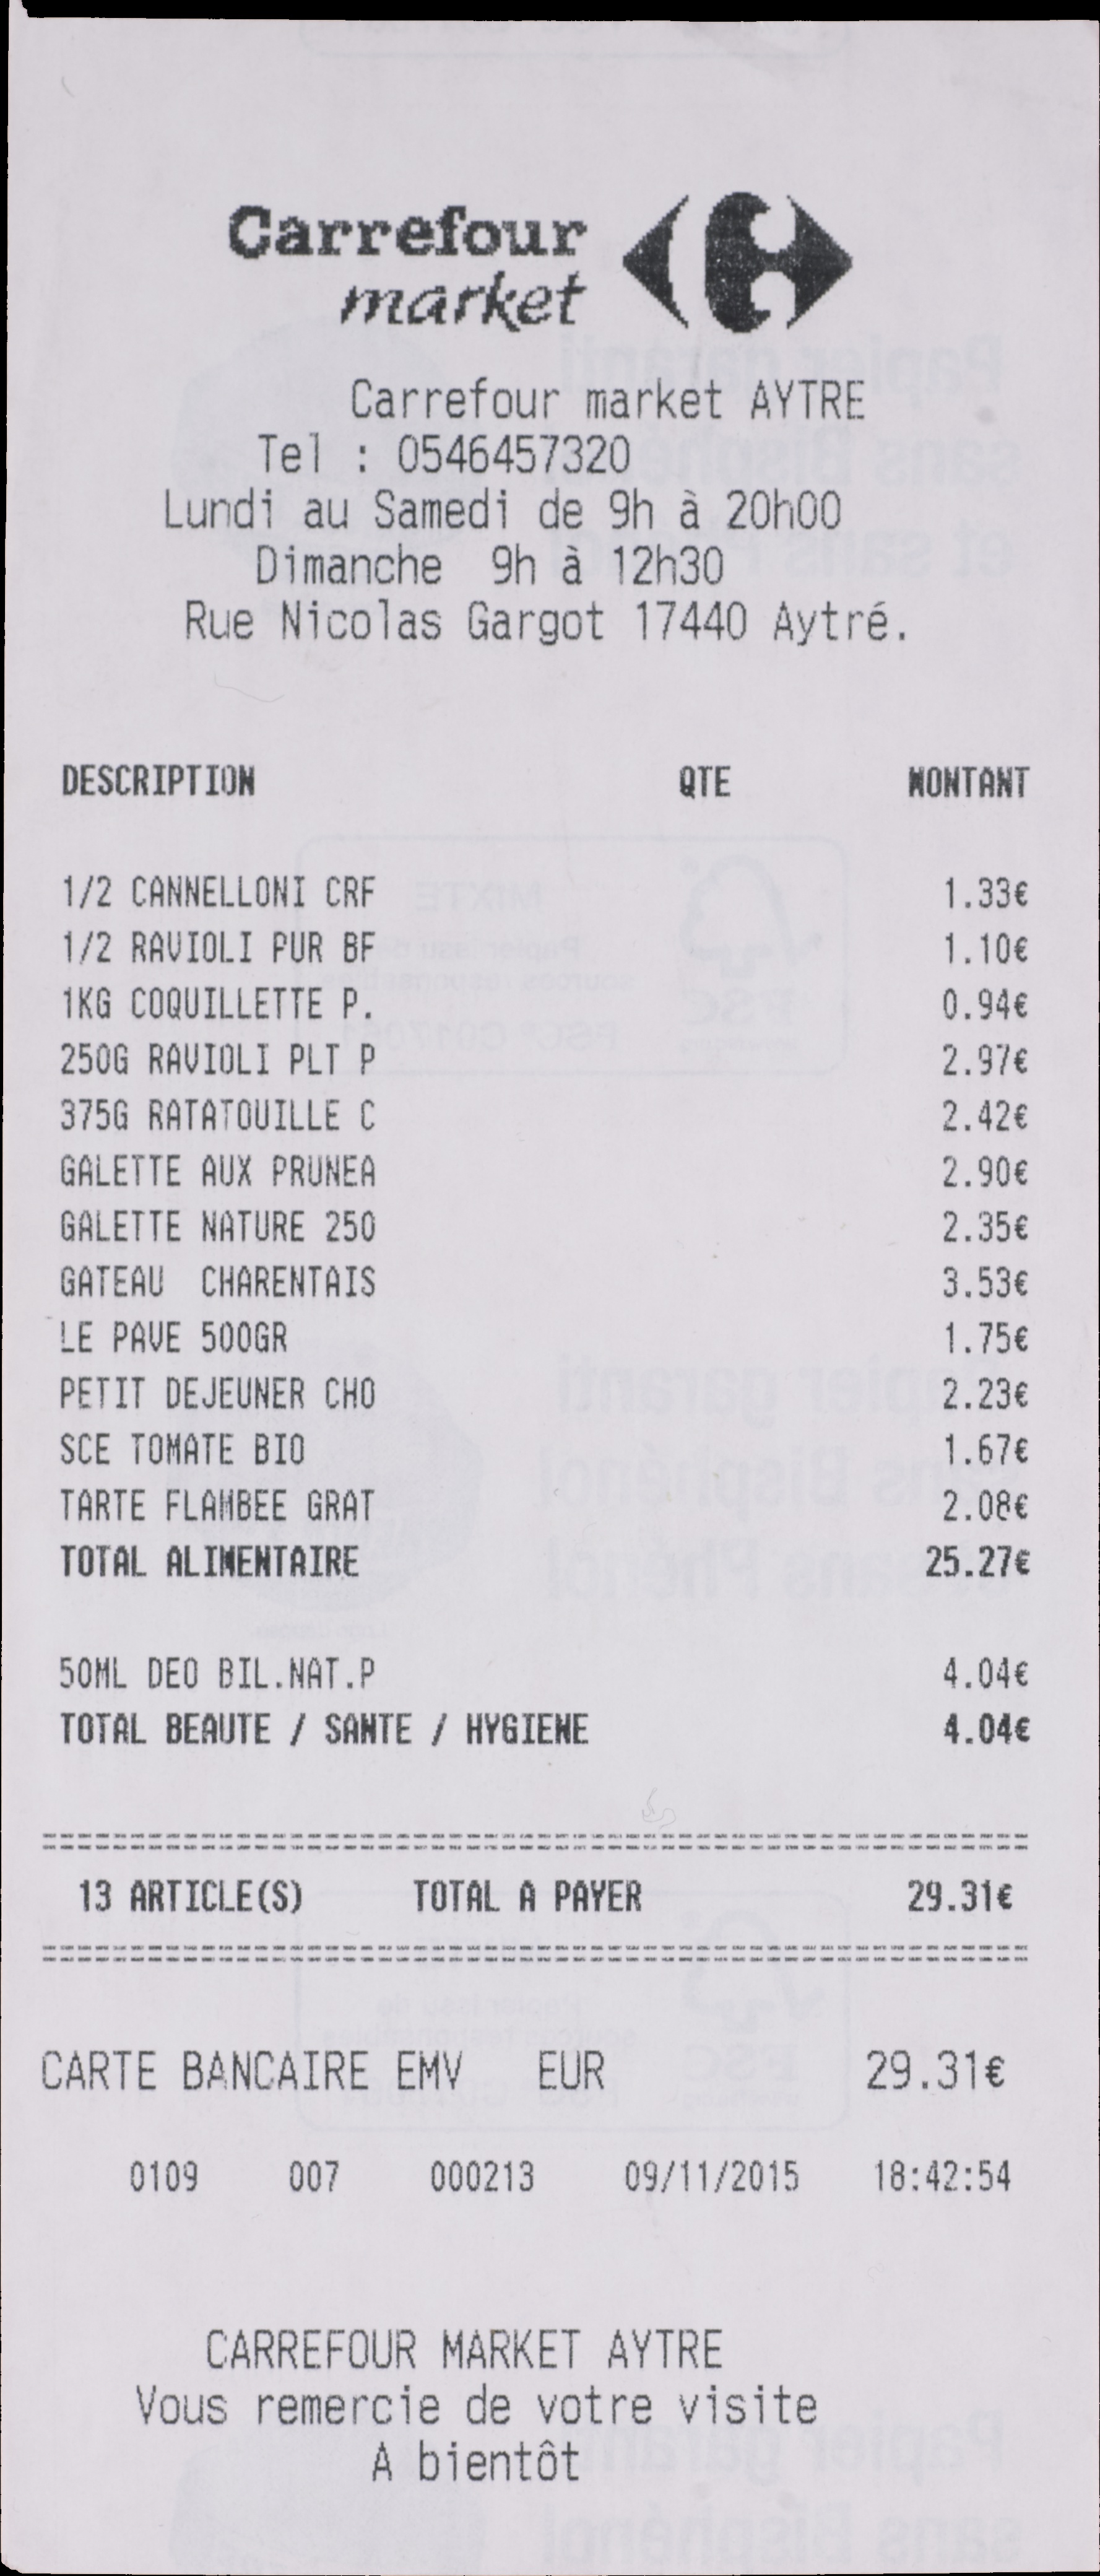 Carrefour
market
Carrefour market AYTRE
Tel : 0546457320
Lundi au Samedi de 9h à 20h00
Dimanche 9h à 12h30
Rue Nicolas Gargot 17440 Aytré.
DESCRIPTION QTE MONTANT
1/2 CANNELLONI CRF 1.33€
1/2 RAVIOLI PUR BF 1.10€
1KG COQUILLETTE P. 0.94€
250G RAVIOLI PLT P 2.97€
375G RATATOUILLE C 2.42€
GALETTE AUX PRUNEA 2.90€
GALETTE NATURE 250 2.35€
GATEAU CHARENTAIS 3.53€
LE PAVE 500GR 1.75€
PETIT DEJEUNER CHO 2.23€
SCE TOMATE BIO 1.67€
TARTE FLAMBEE GRAT 2.08€
TOTAL ALIMENTAIRE 25.27€
50ML DEO BIL.NAT.P 4.04€
TOTAL BEAUTE / SANTE / HYGIENE 4.04€
13 ARTICLE(S) TOTAL A PAYER 29.31€
CARTE BANCAIRE EMV EUR 29.31€
0109 007 000213 09/11/2015 18:42:54
CARREFOUR MARKET AYTRE
Vous remercie de votre visite
A bientôt